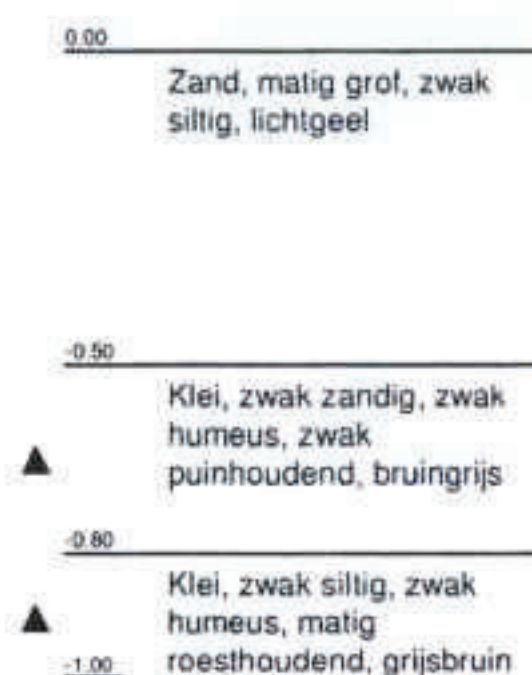 0.00
Zand, matig grof, zwak
siltig, lichtgeel
-0.50
Klei, zwak zandig, zwak
humeus, zwak
puinhoudend, bruingrijs
-0.80
Klei, zwak siltig, zwak
humeus, matig
roesthoudend, grijsbruin
-1.00